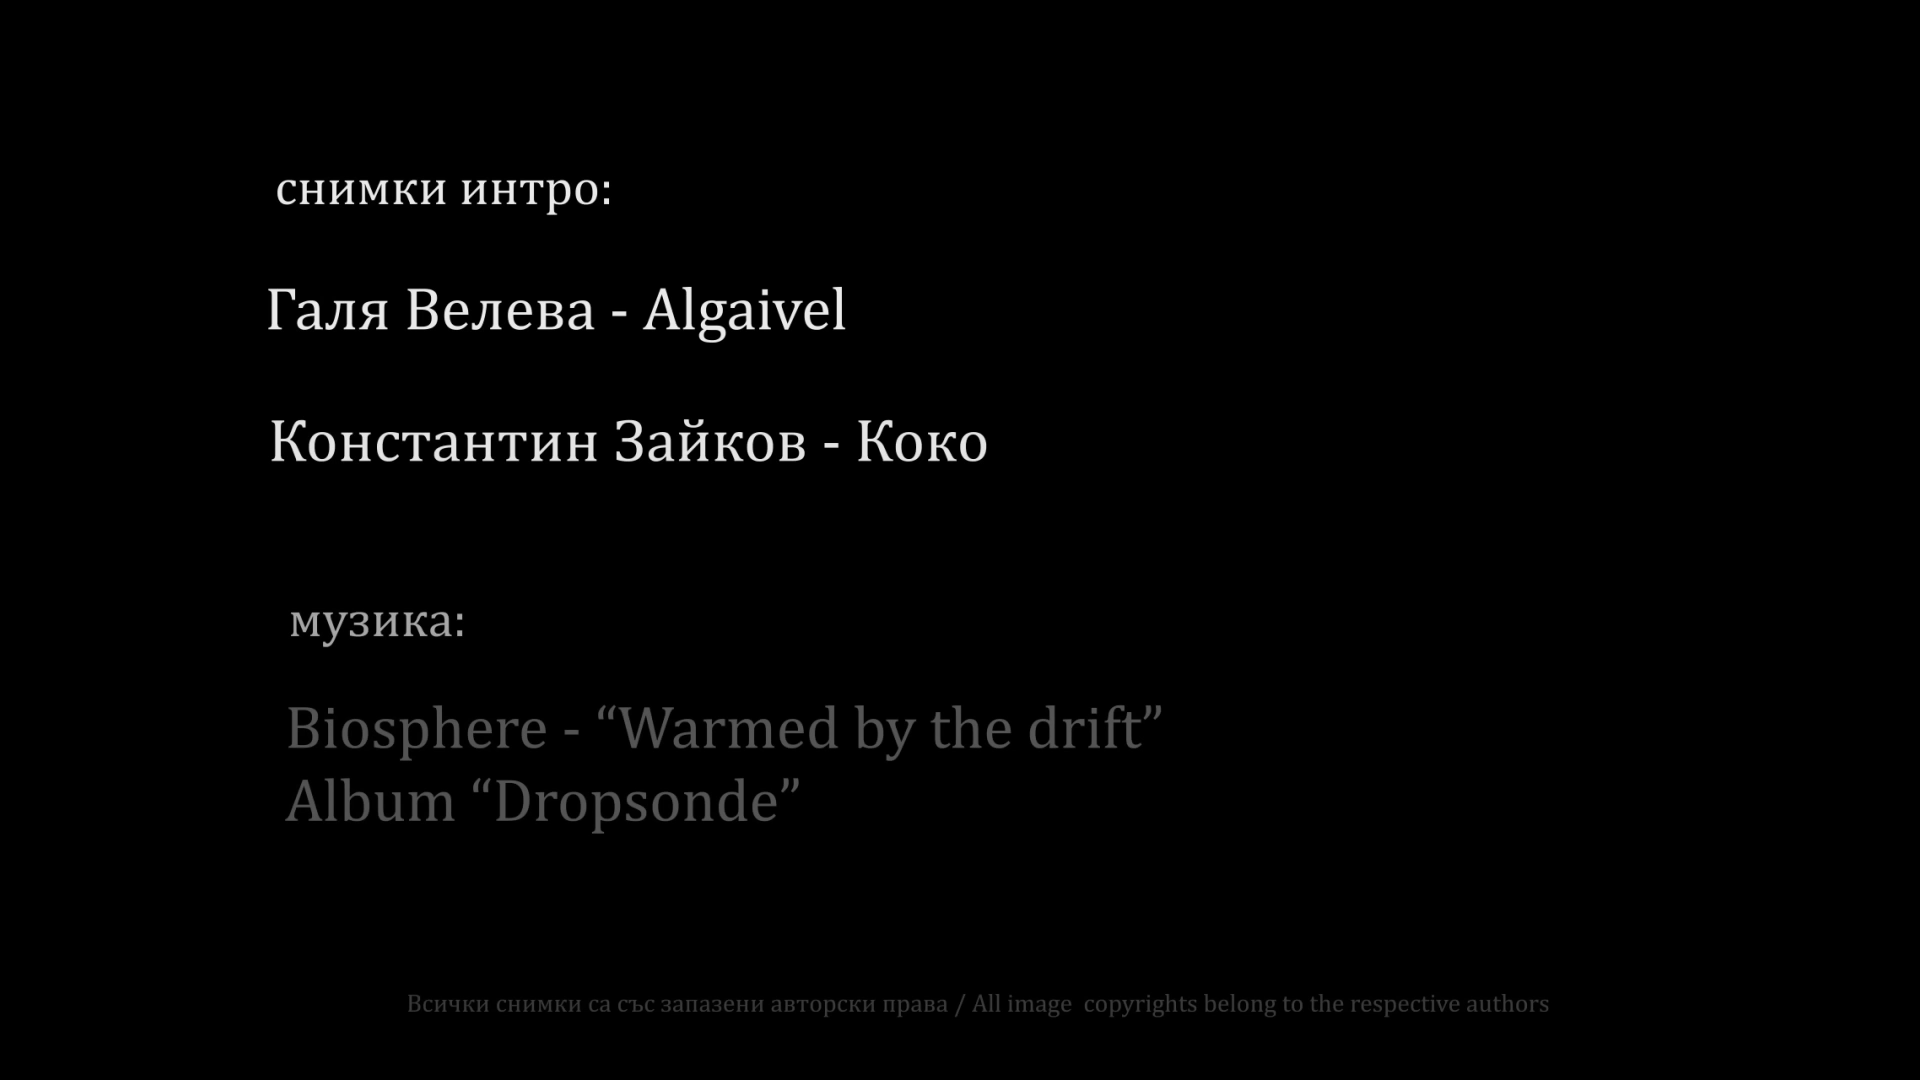 снимки интро:
Галя Велева - Algaivel
Константин Зайков - Коко
музика:
Biosphere - “Warmed by the drift”
Album “Dropsonde”
Всички снимки са със запазени авторски права / All image  copyrights belong to the respective authors